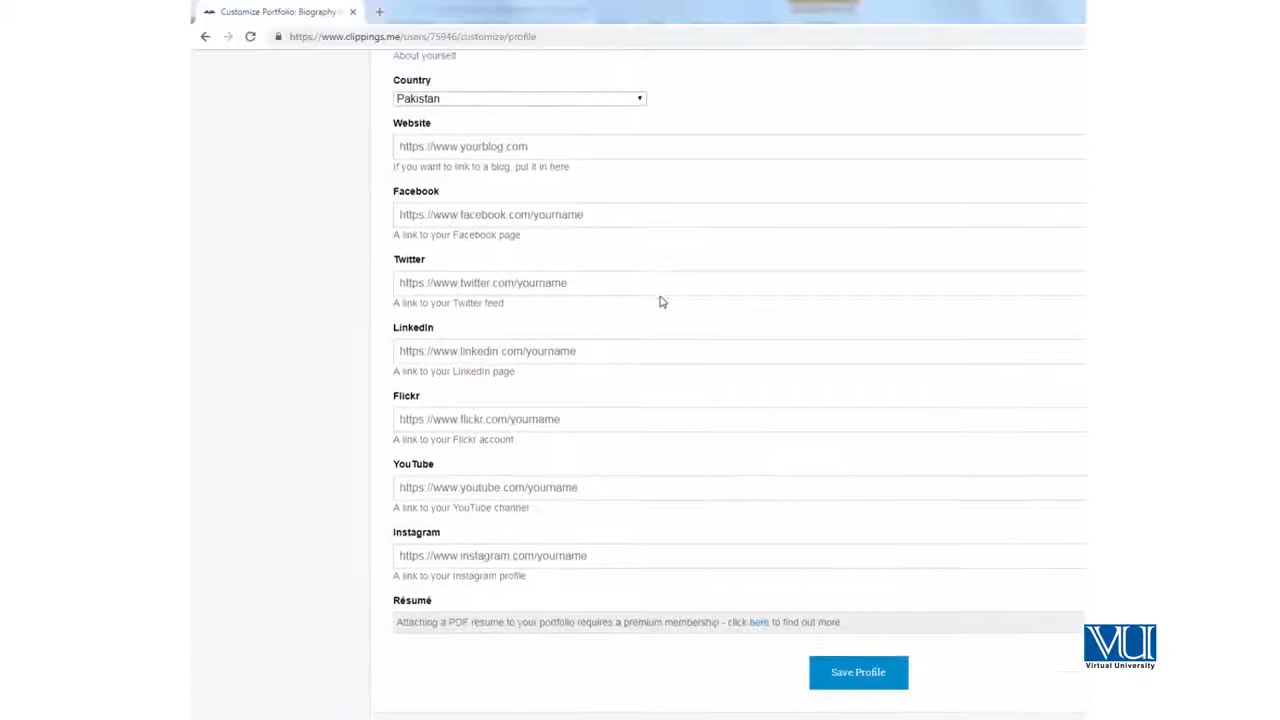 Customize Portfolio: Biography
https://www.clippings.me/users/75946/customize/profile
About yourself
Country
Pakistan
Website
https://www.yourblog.com
If you want to link to a blog, put it in here
Facebook
https://www.facebook.com/yourname
A link to your Facebook page
Twitter
https://www.twitter.com/yourname
A link to your Twitter feed
LinkedIn
https://www.linkedin.com/yourname
A link to your LinkedIn page
Flickr
https://www.flickr.com/yourname
A link to your Flickr account
YouTube
https://www.youtube.com/yourname
A link to your YouTube channel
Instagram
https://www.instagram.com/yourname
A link to your Instagram profile
Résumé
Attaching a PDF resume to your portfolio requires a premium membership - click here to find out more
Save Profile
VU
Virtual University